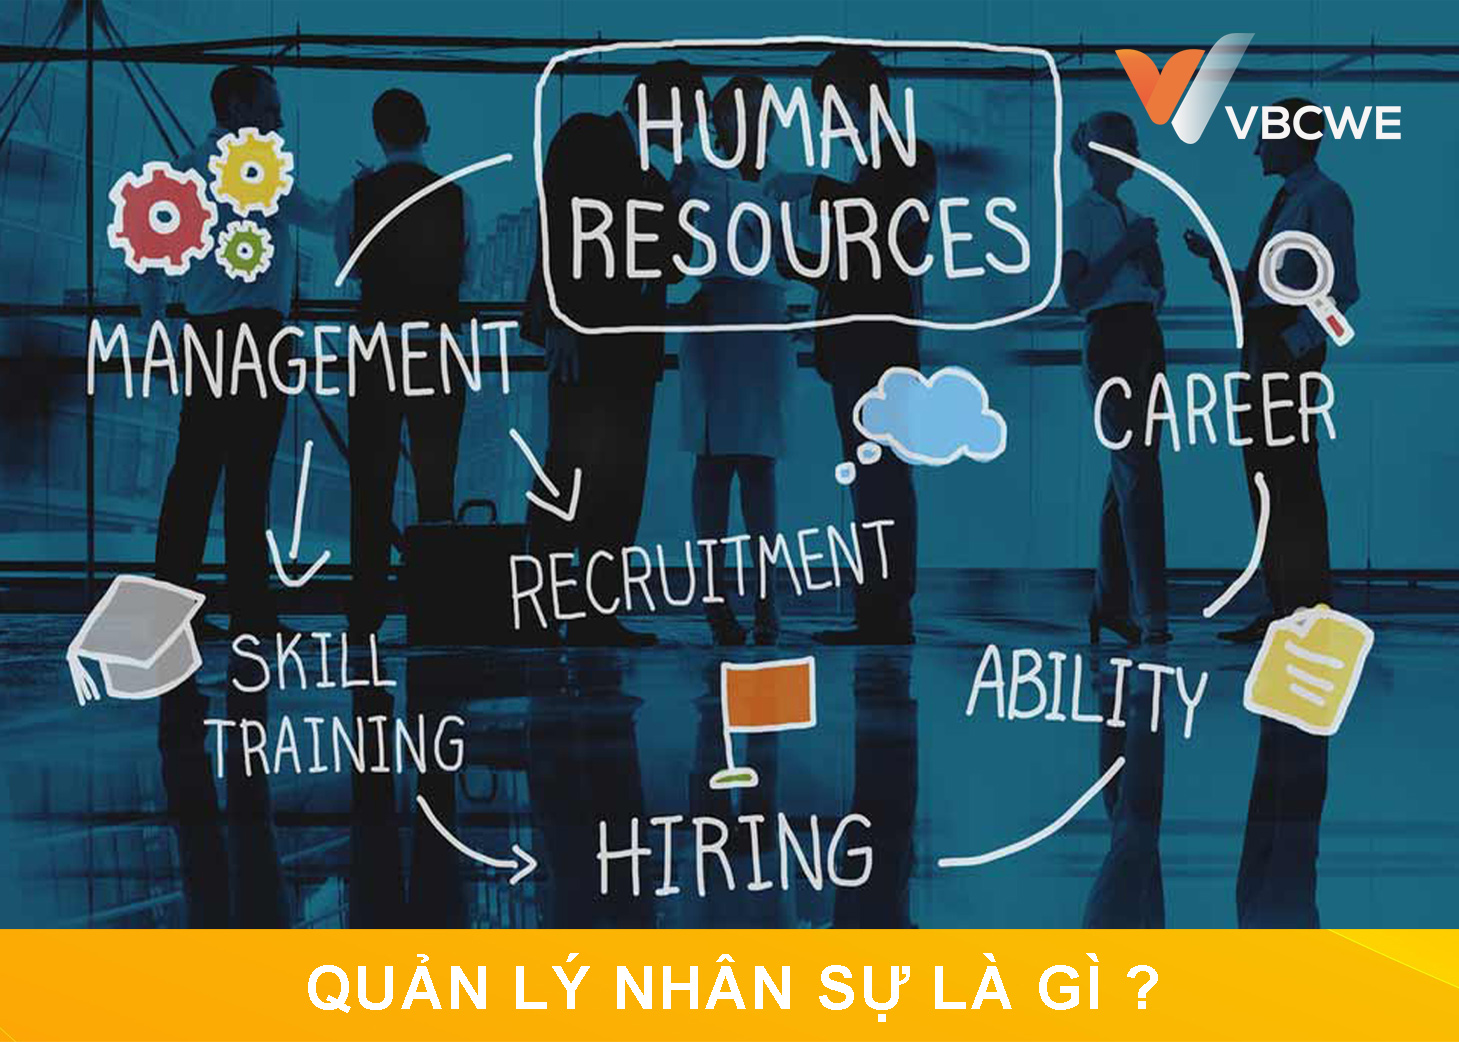 HUMAN
RESOURCES
VBCWE
MANAGEMENT
CAREER
RECRUITMENT
SKILL
TRAINING
ABILITY
HIRING
QUẢN LÝ NHÂN SỰ LÀ GÌ ?